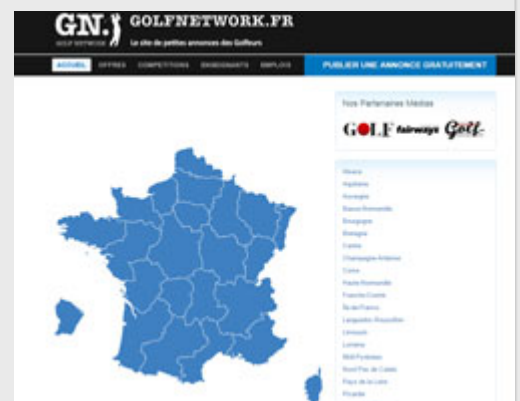 GN.
GOLF NETWORK
GOLFNETWORK.FR
Le site de petites annonces des Golfeurs
ACCUEIL OFFRES COMPETITIONS ENSEIGNANTS EMPLOIS
PUBLIER UNE ANNONCE GRATUITEMENT
Nos Partenaires Médias
GOLF fairways Golf
Alsace
Aquitaine
Auvergne
Basse-Normandie
Bourgogne
Bretagne
Centre
Champagne-Ardenne
Corse
Haute-Normandie
Franche-Comté
Île-de-France
Languedoc-Roussillon
Limousin
Lorraine
Midi-Pyrénées
Nord-Pas de Calais
Pays de la Loire
Picardie